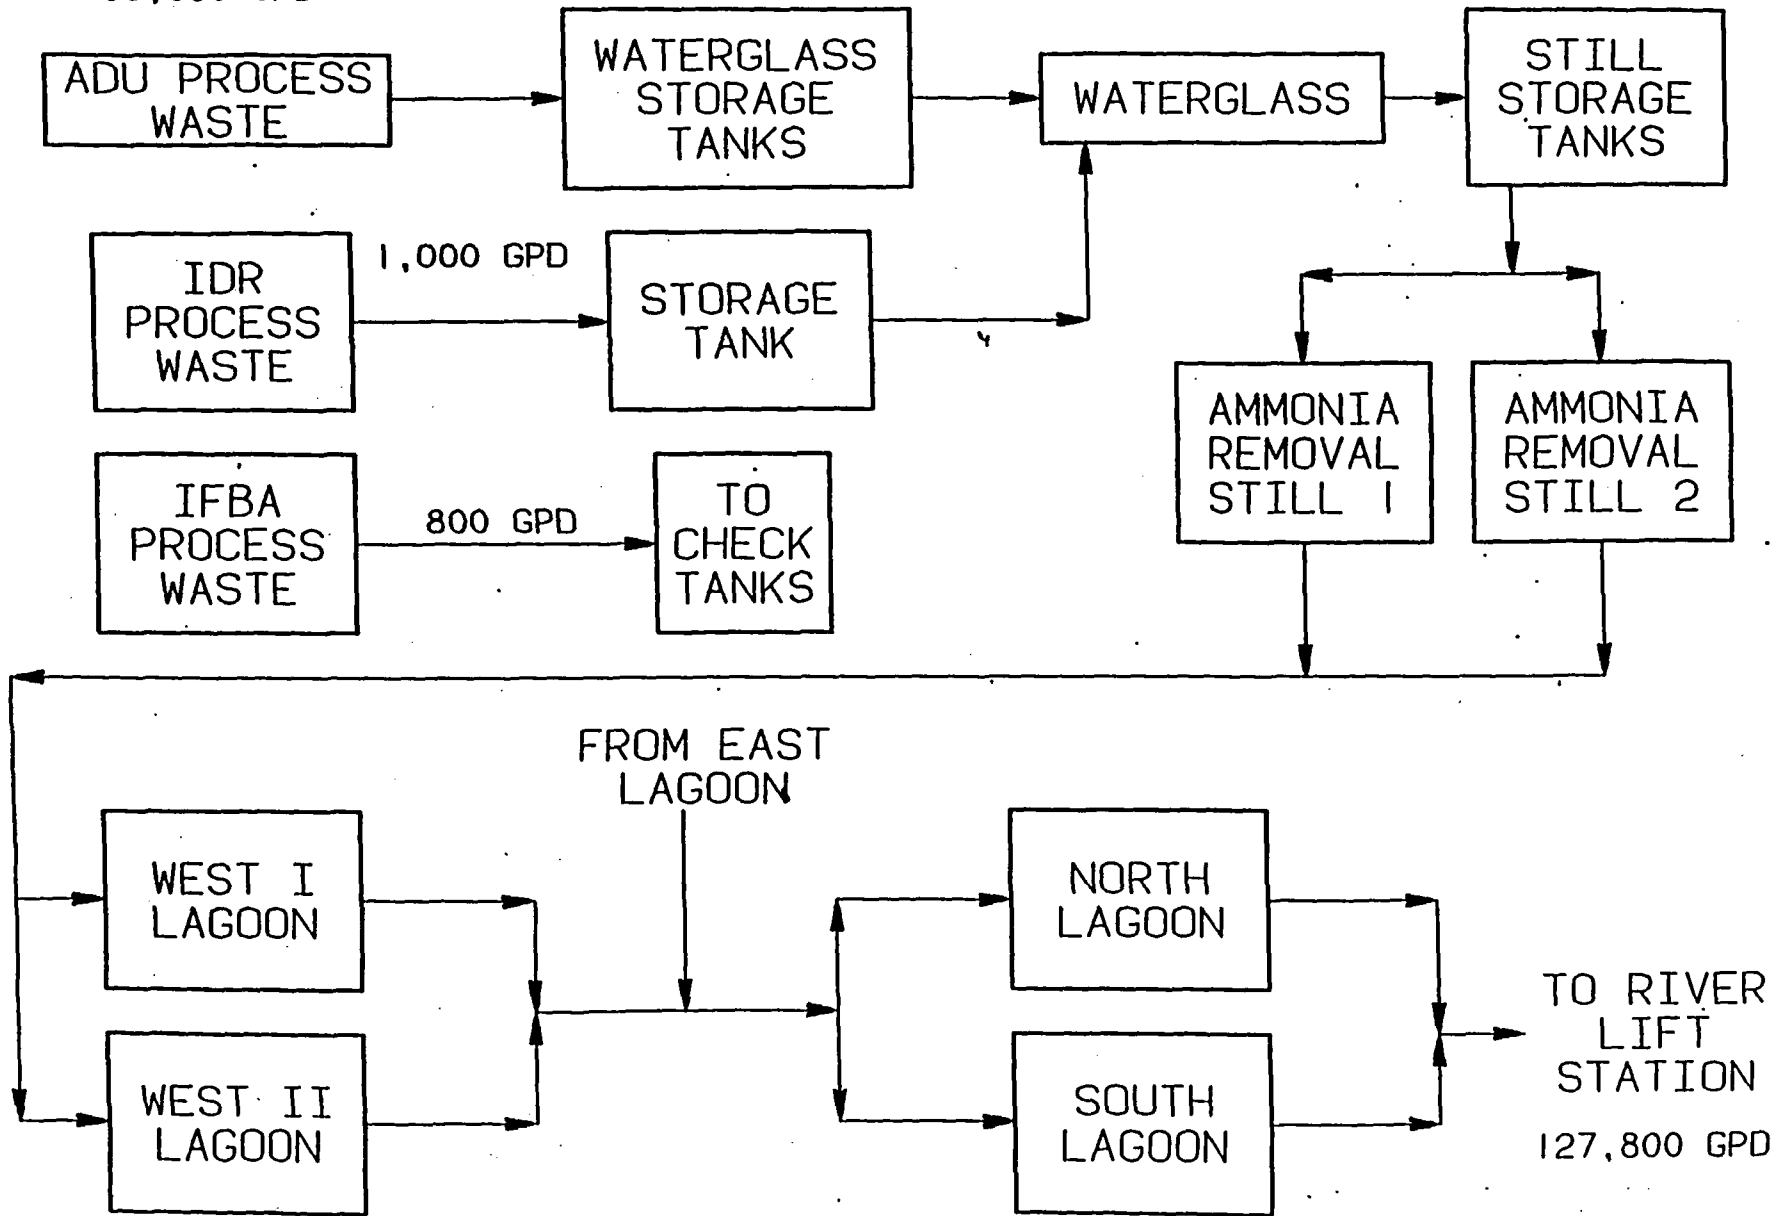 GPD
ADU PROCESS
WASTE
WATERGLASS
STORAGE
TANKS
WATERGLASS
STILL
STORAGE
TANKS
IDR
PROCESS
WASTE
1,000 GPD
STORAGE
TANK
AMMONIA
REMOVAL
STILL 1
AMMONIA
REMOVAL
STILL 2
IFBA
PROCESS
WASTE
800 GPD
TO
CHECK
TANKS
FROM EAST
LAGOON
WEST I
LAGOON
NORTH
LAGOON
WEST II
LAGOON
SOUTH
LAGOON
TO RIVER
LIFT
STATION
127,800 GPD